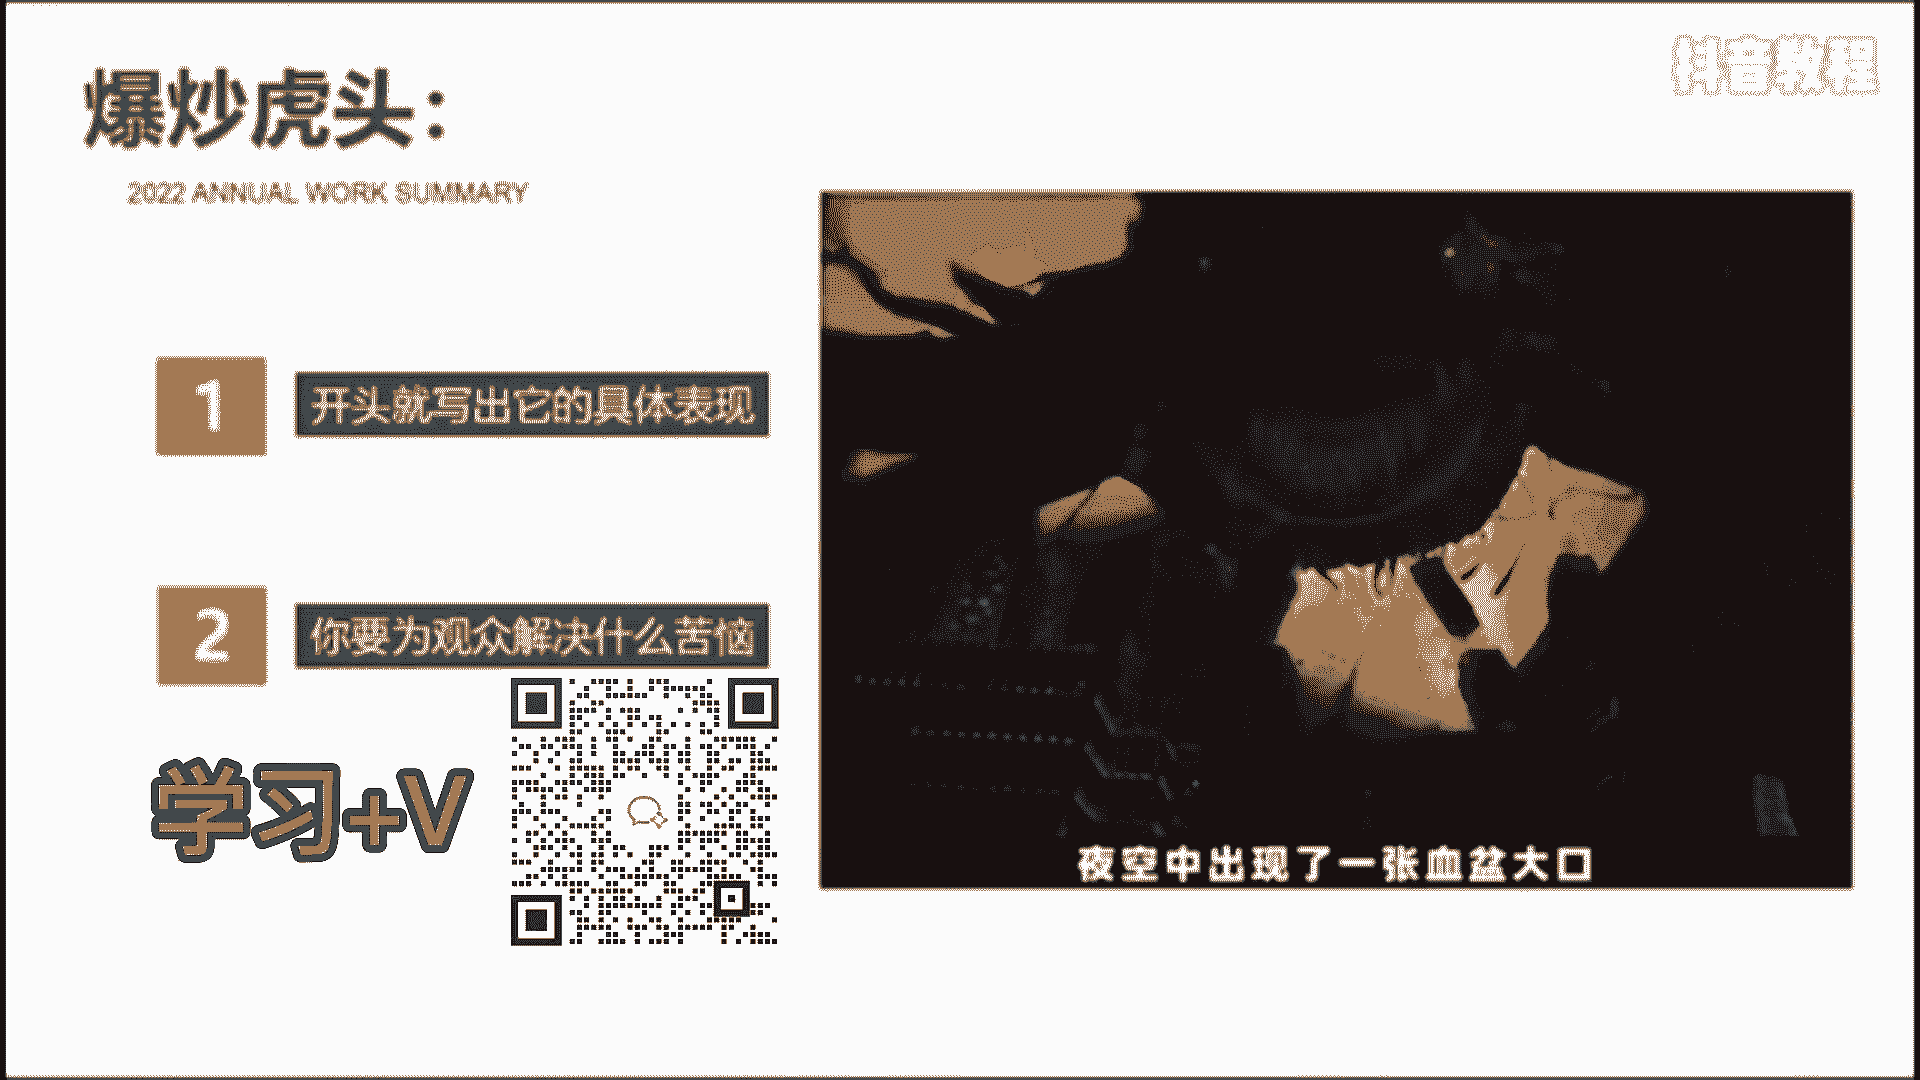 爆炒虎头：
抖音教程
2022 ANNUAL WORK SUMMARY
1
开头就写出它的具体表现
2
你要为观众解决什么苦恼
学习+V
夜空中出现了一张血盆大口